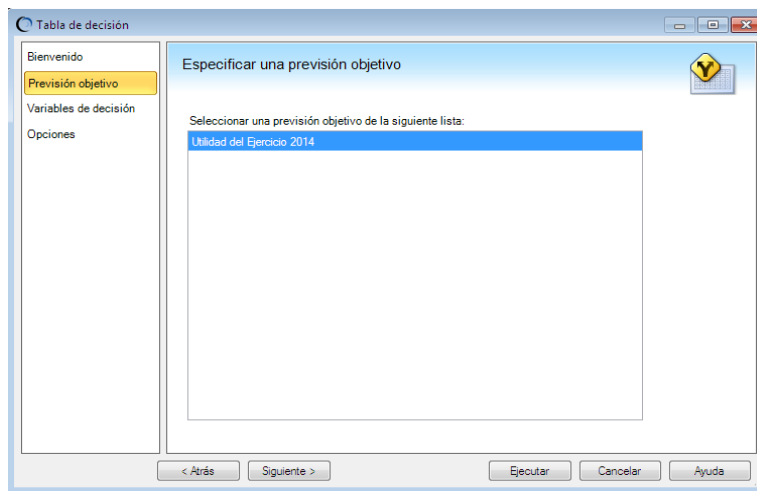 Tabla de decisión
Bienvenido
Previsión objetivo
Variables de decisión
Opciones
Especificar una previsión objetivo
Seleccionar una previsión objetivo de la siguiente lista:
Utilidad del Ejercicio 2014
< Atrás
Siguiente >
Ejecutar
Cancelar
Ayuda